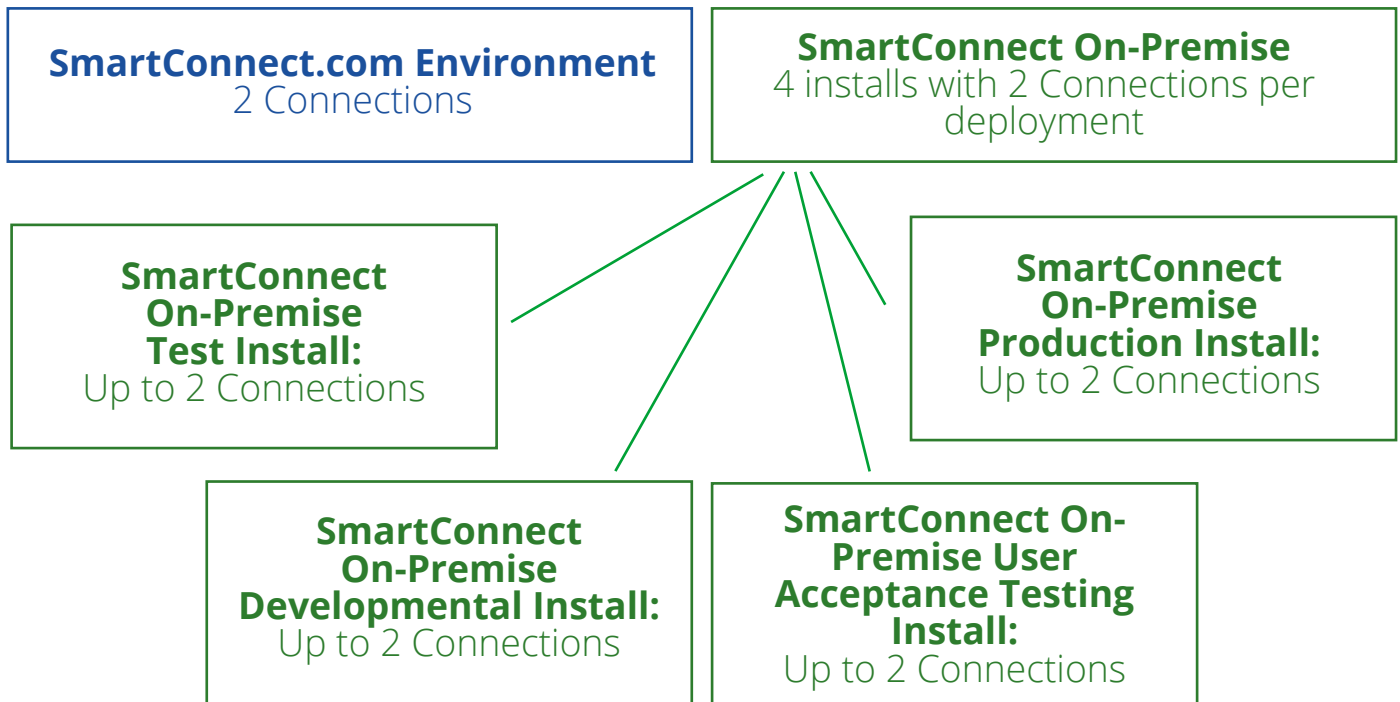 SmartConnect.com Environment
2 Connections
SmartConnect On-Premise
4 installs with 2 Connections per
deployment
SmartConnect
On-Premise
Test Install:
Up to 2 Connections
SmartConnect
On-Premise
Production Install:
Up to 2 Connections
SmartConnect
On-Premise
Developmental Install:
Up to 2 Connections
SmartConnect On-
Premise User
Acceptance Testing
Install:
Up to 2 Connections